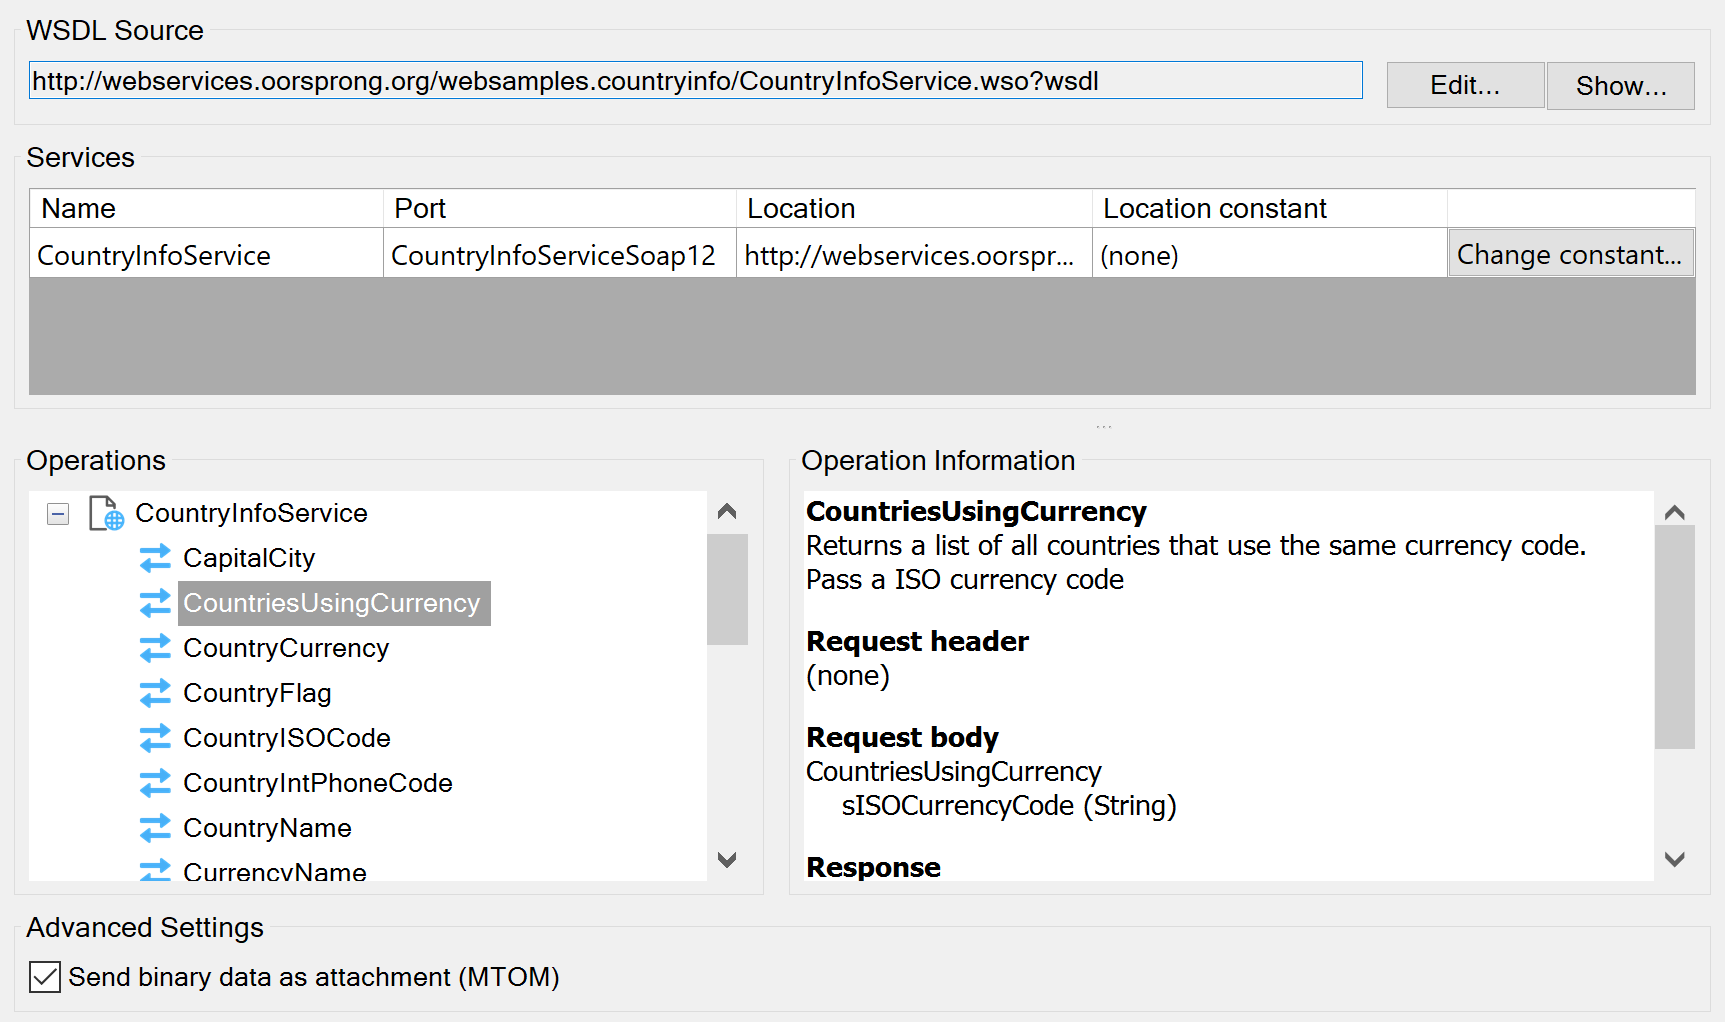 WSDL Source
http://webservices.oorsprong.org/websamples.countryinfo/CountryInfoService.wso?wsdl
Edit...
Show...
Services
Name Port Location Location constant
CountryInfoService CountryInfoServiceSoap12 http://webservices.oorspr... (none) Change constant...
Operations
CountryInfoService
CapitalCity
CountriesUsingCurrency
CountryCurrency
CountryFlag
CountryISOCode
CountryIntPhoneCode
CountryName
CurrencyName
Operation Information
CountriesUsingCurrency
Returns a list of all countries that use the same currency code.
Pass a ISO currency code
Request header
(none)
Request body
CountriesUsingCurrency
sISOCurrencyCode (String)
Response
Advanced Settings
Send binary data as attachment (MTOM)